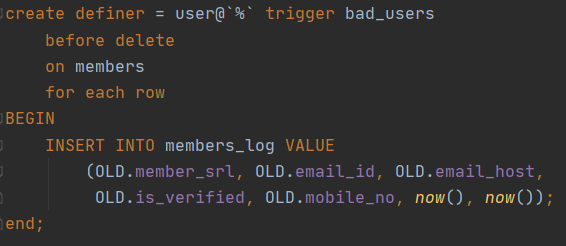 create definer = user@`%` trigger bad_users
before delete
on members
for each row
BEGIN
INSERT INTO members_log VALUE
(OLD.member_srl, OLD.email_id, OLD.email_host,
OLD.is_verified, OLD.mobile_no, now(), now());
end;